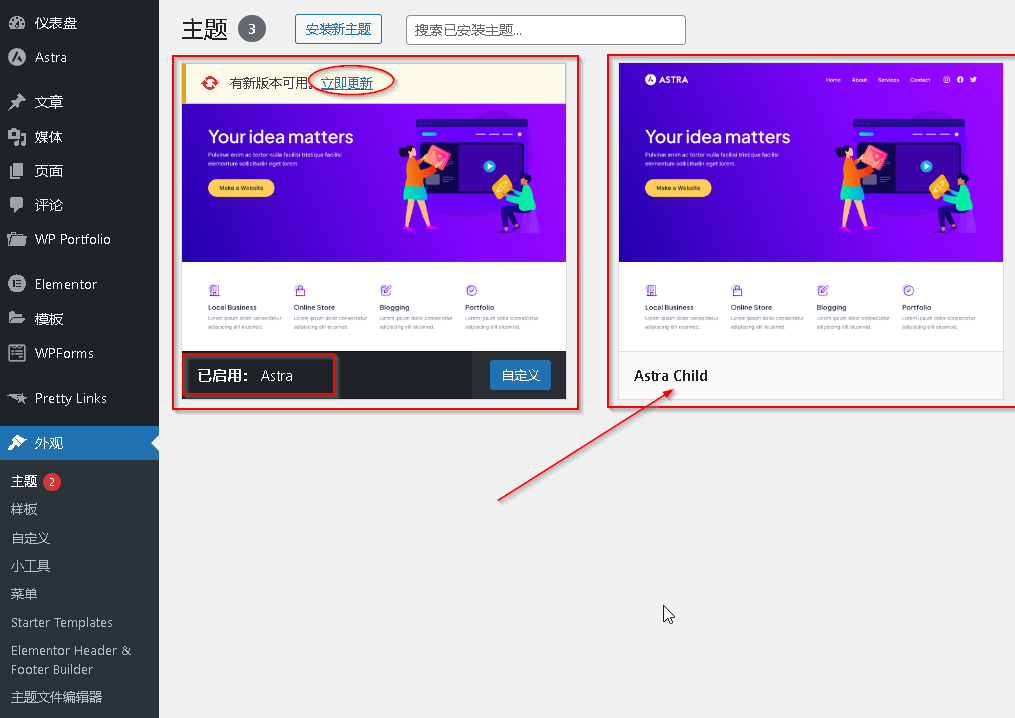 仪表盘
Astra
文章
媒体
页面
评论
WP Portfolio
Elementor
模板
WPForms
Pretty Links
外观
主题 2
样板
自定义
小工具
菜单
Starter Templates
Elementor Header &
Footer Builder
主题文件编辑器
主题 3 安装新主题 搜索已安装主题...
有新版本可用。立即更新
Your idea matters
Pulvinar enim ac tortor nulla facilisi tristique facilisi
elementum sollicitudin eget lorem.
Make a Website
Local Business Online Store Blogging Portfolio
Lorem ipsum dolor consectetur Lorem ipsum dolor consectetur Lorem ipsum dolor consectetur Lorem ipsum dolor consectetur
adipiscing elit eiusmod. adipiscing elit eiusmod. adipiscing elit eiusmod. adipiscing elit eiusmod.
已启用： Astra 自定义
ASTRA Home About Services Contact
Your idea matters
Pulvinar enim ac tortor nulla facilisi tristique facilisi
elementum sollicitudin eget lorem.
Make a Website
Local Business Online Store Blogging Portfolio
Lorem ipsum dolor consectetur Lorem ipsum dolor consectetur Lorem ipsum dolor consectetur Lorem ipsum dolor consectetur
adipiscing elit eiusmod. adipiscing elit eiusmod. adipiscing elit eiusmod. adipiscing elit eiusmod.
Astra Child